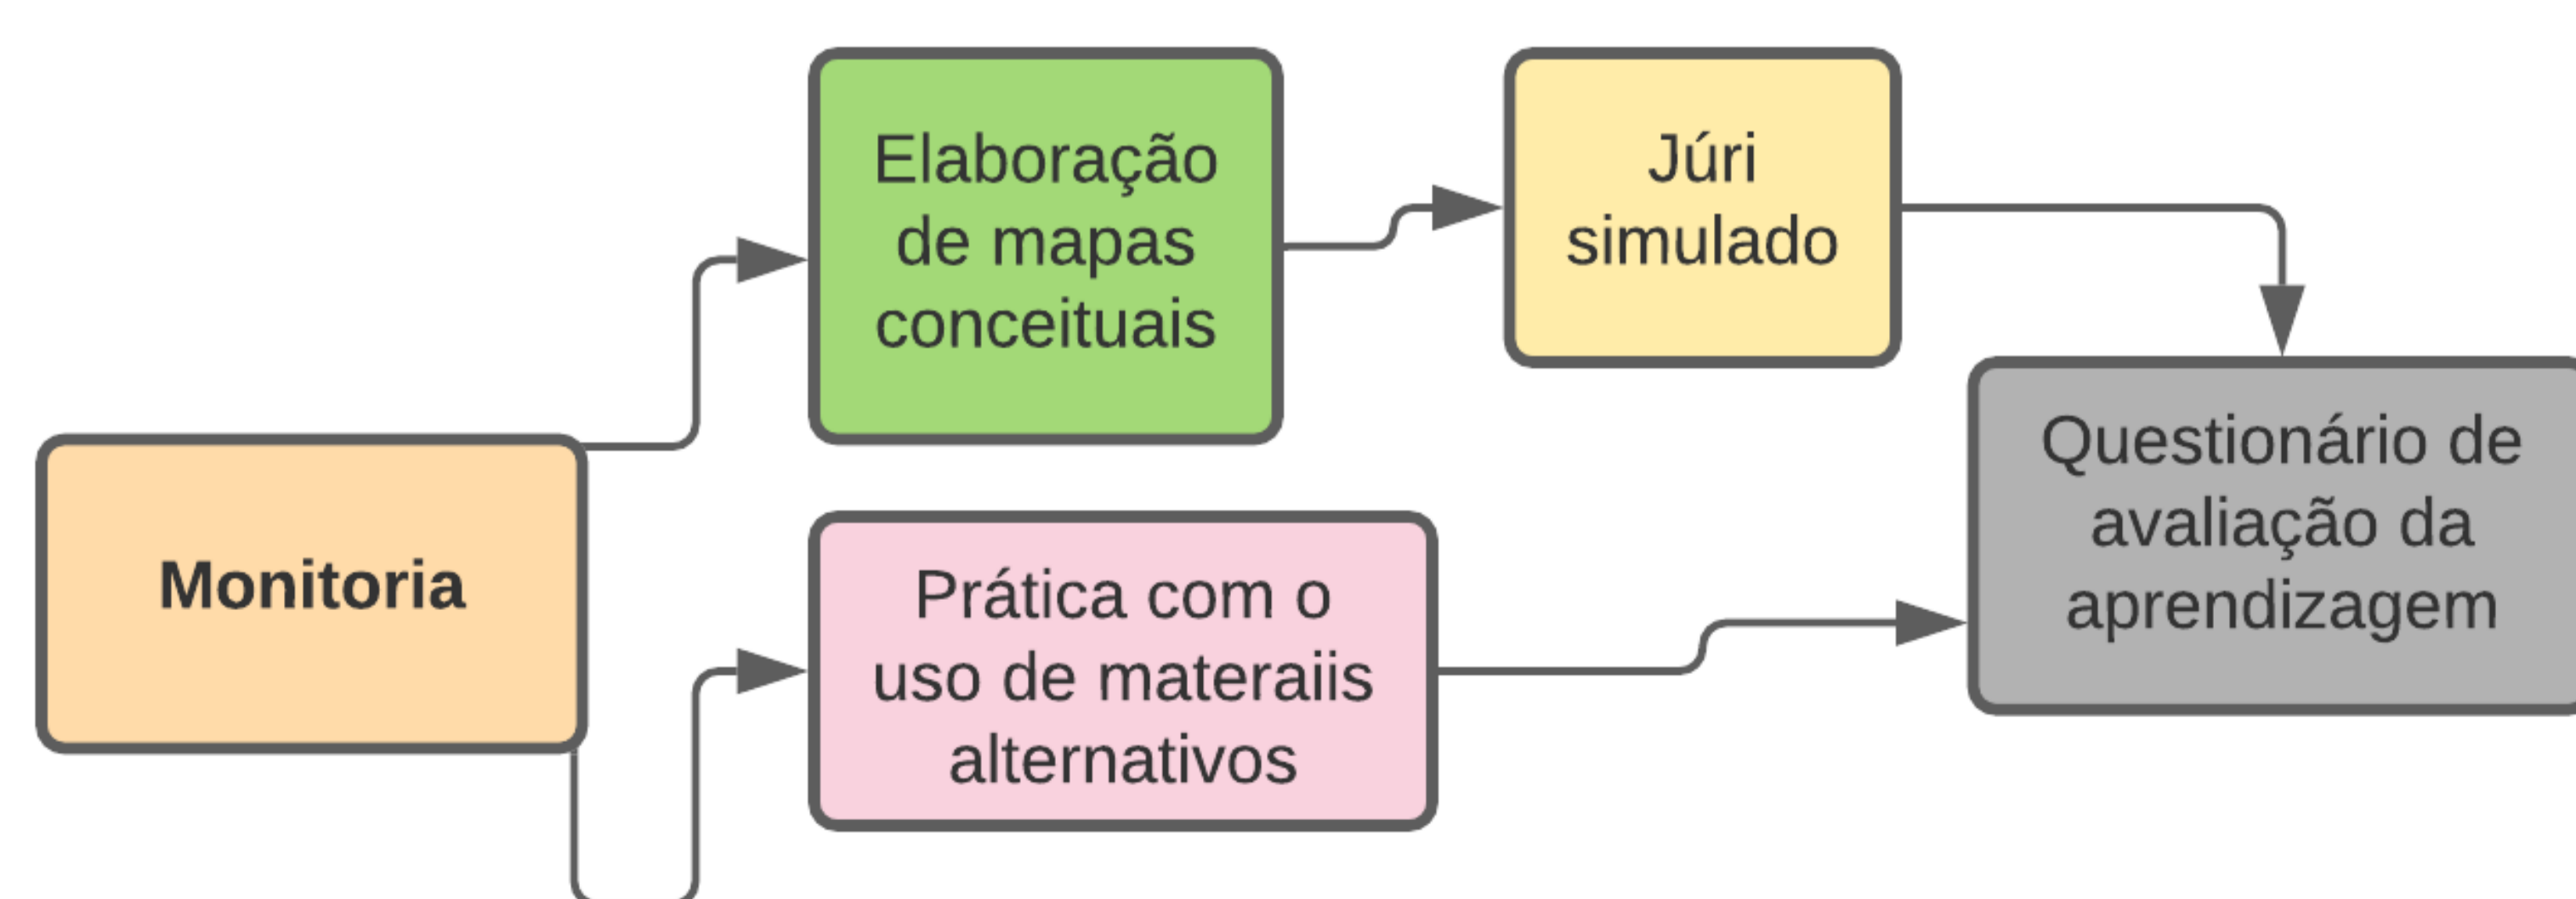 Elaboração
de mapas
conceituais
Júri
simulado
Monitoria
Prática com o
uso de materaiis
alternativos
Questionário de
avaliação da
aprendizagem